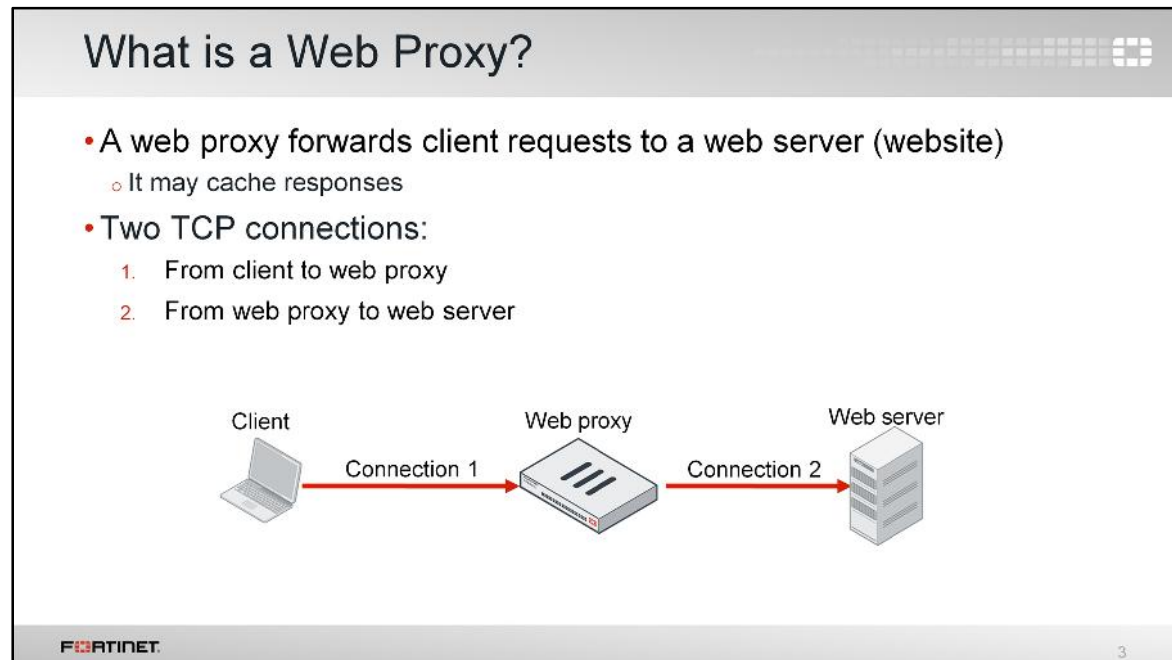 What is a Web Proxy?
• A web proxy forwards client requests to a web server (website)
o It may cache responses
• Two TCP connections:
1. From client to web proxy
2. From web proxy to web server
Client
Web proxy
Web server
Connection 1
Connection 2
FORTINET
3